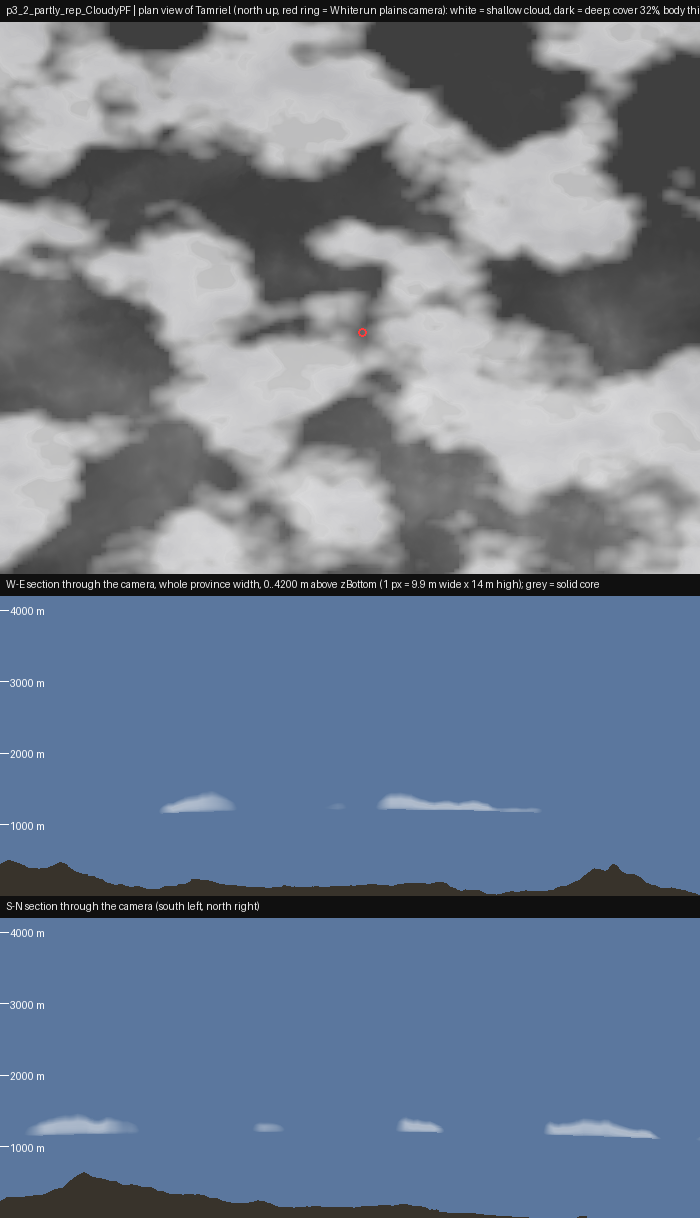 p3_2_partly_rep_CloudyPF | plan view of Tamriel (north up, red ring = Whiterun plains camera): white = shallow cloud, dark = deep; cover 32%, body thi
W-E section through the camera, whole province width, 0..4200 m above zBottom (1 px = 9.9 m wide x 14 m high); grey = solid core
4000 m
3000 m
2000 m
1000 m
S-N section through the camera (south left, north right)
4000 m
3000 m
2000 m
1000 m